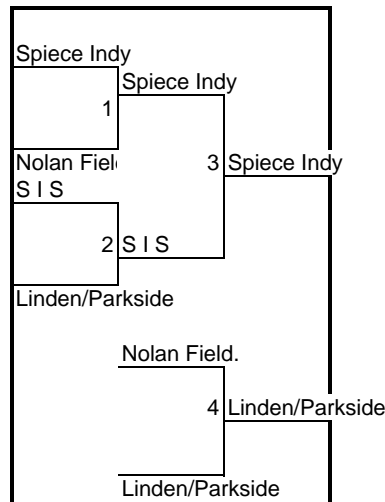 Spiece Indy
Spiece Indy
1
Nolan Fiel
3 Spiece Indy
S I S
2 S I S
Linden/Parkside
Nolan Field.
4 Linden/Parkside
Linden/Parkside